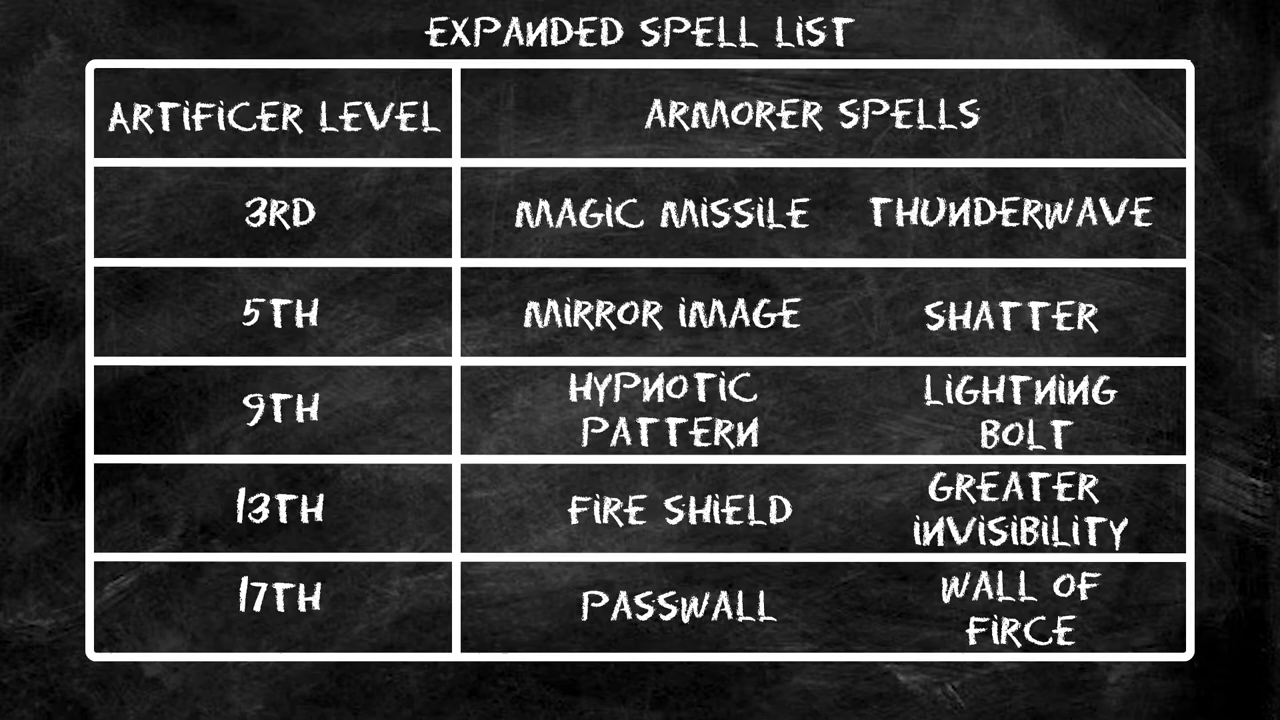 EXPANDED SPELL LiST
ARTiFiCER LEVEL
ARMORER SPELLS
3RD
MAGiC MiSSiLE
THUNDERWAVE
5TH
MiRROR iMAGE
SHATTER
9TH
HYPNOTiC
PATTERN
LiGHTNiNG
BOLT
13TH
FiRE SHiELD
GREATER
iNViSiBiLiTY
17TH
PASSWALL
WALL OF
FiRCE